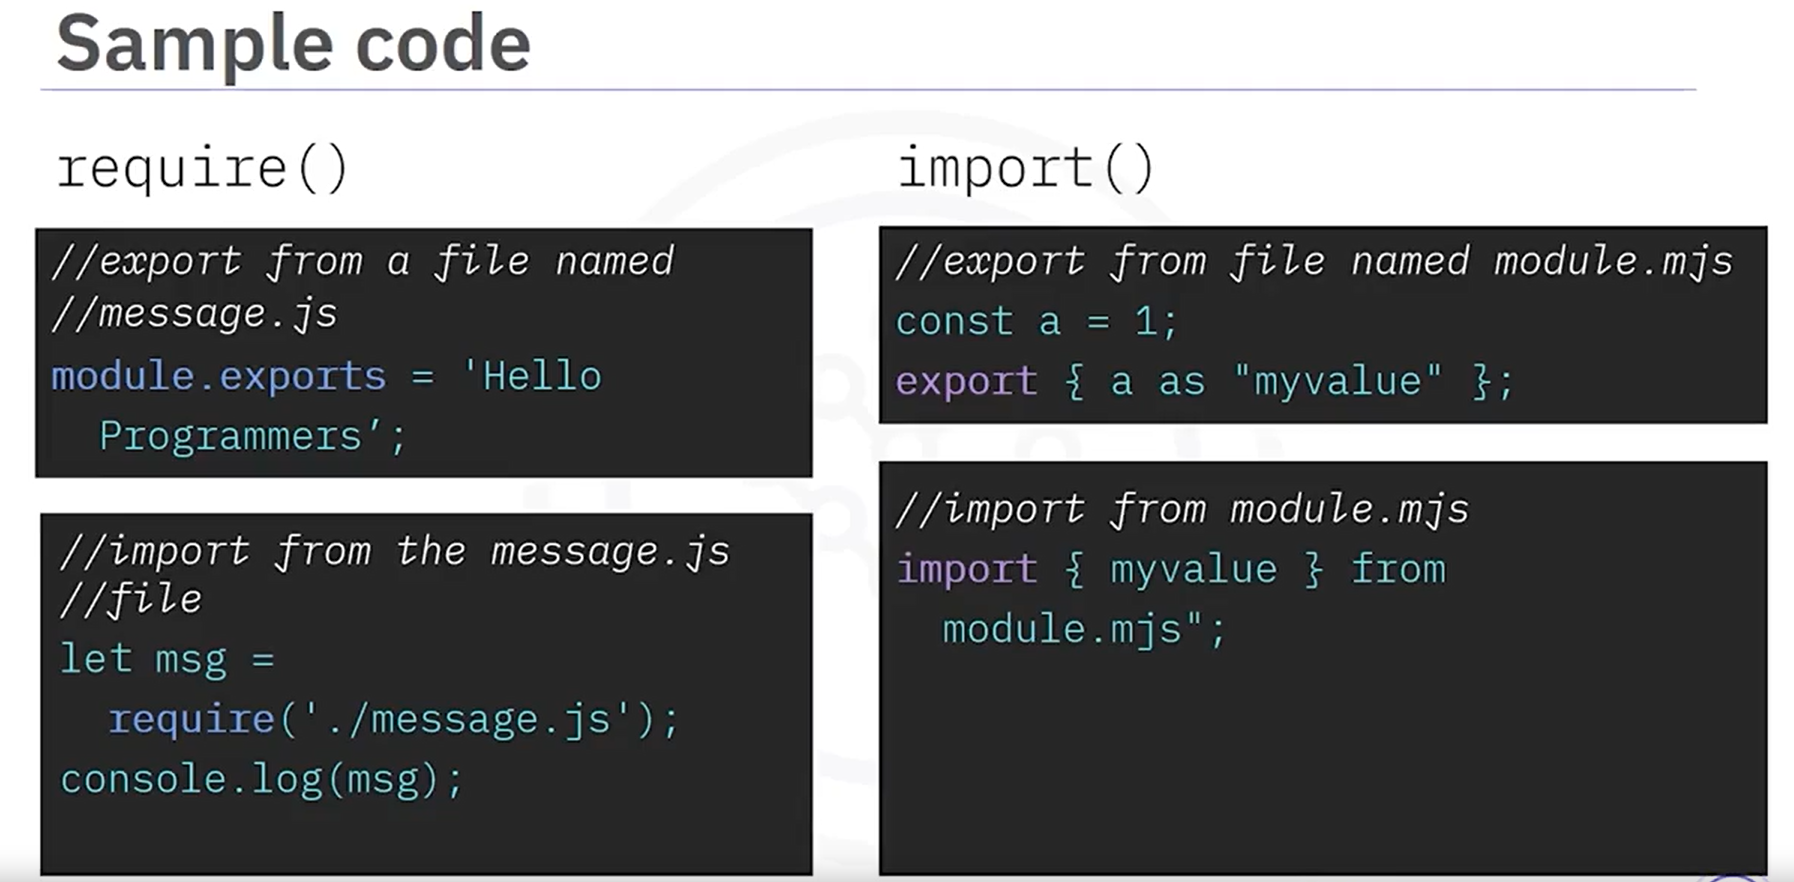 Sample code
require()
//export from a file named
//message.js
module.exports = 'Hello
Programmers’;
//import from the message.js
//file
let msg =
require('./message.js');
console.log(msg);
import()
//export from file named module.mjs
const a = 1;
export { a as "myvalue" };
//import from module.mjs
import { myvalue } from
module.mjs";